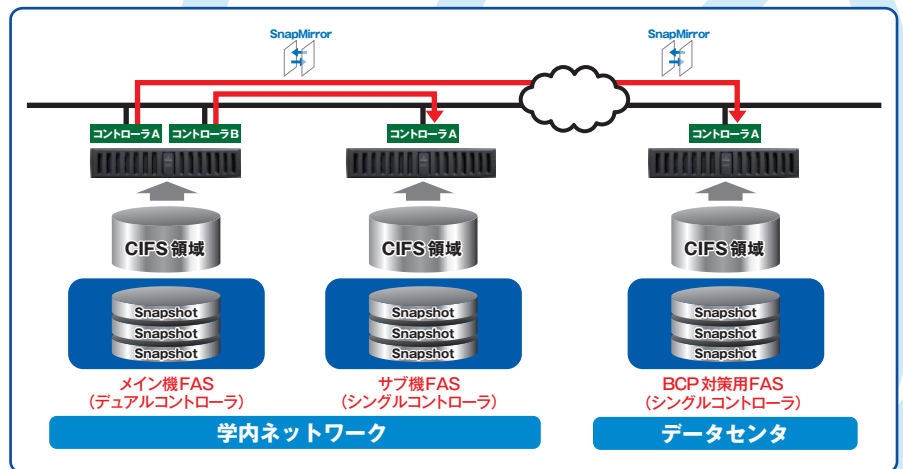 SnapMirror
SnapMirror
コントローラA
コントローラB
コントローラA
コントローラA
CIFS領域
CIFS領域
CIFS領域
Snapshot
Snapshot
Snapshot
Snapshot
Snapshot
Snapshot
Snapshot
Snapshot
Snapshot
メイン機FAS
(デュアルコントローラ)
サブ機FAS
(シングルコントローラ)
BCP対策用FAS
(シングルコントローラ)
学内ネットワーク
データセンタ